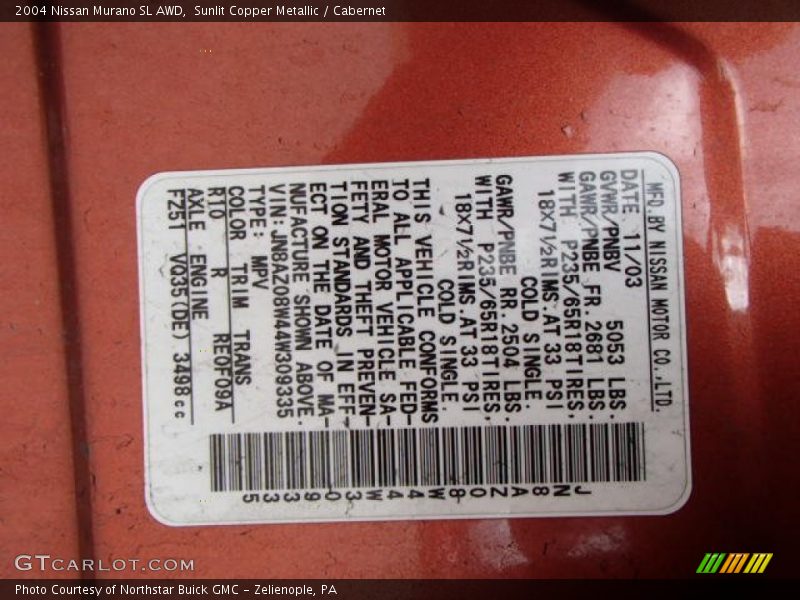 2004 Nissan Murano SL AWD,  Sunlit Copper Metallic / Cabernet
MFD.BY NISSAN MOTOR CO.,LTD.
DATE 11/03
GVWR/PNBV 5053 LBS.
GAWR/PNBE FR.2681 LBS.
WITH P235/65R18TIRES,
18X7½RIMS.AT 33 PSI
COLD SINGLE.
GAWR/PNBE RR.2504 LBS.
WITH P235/65R18TIRES,
18X7½RIMS.AT 33 PSI
COLD SINGLE.
THIS VEHICLE CONFORMS
TO ALL APPLICABLE FED-
ERAL MOTOR VEHICLE SA-
FETY AND THEFT PREVEN-
TION STANDARDS IN EFF-
ECT ON THE DATE OF MA-
NUFACTURE SHOWN ABOVE.
VIN:JN8AZ08W44W309335
TYPE: MPV
COLOR TRIM TRANS
R10 R RE0F09A
AXLE ENGINE
FZ51 VQ35(DE) 3498cc
JN8AZ08W44W309335
GTCARLOT.COM
Photo Courtesy of Northstar Buick GMC - Zelienople, PA